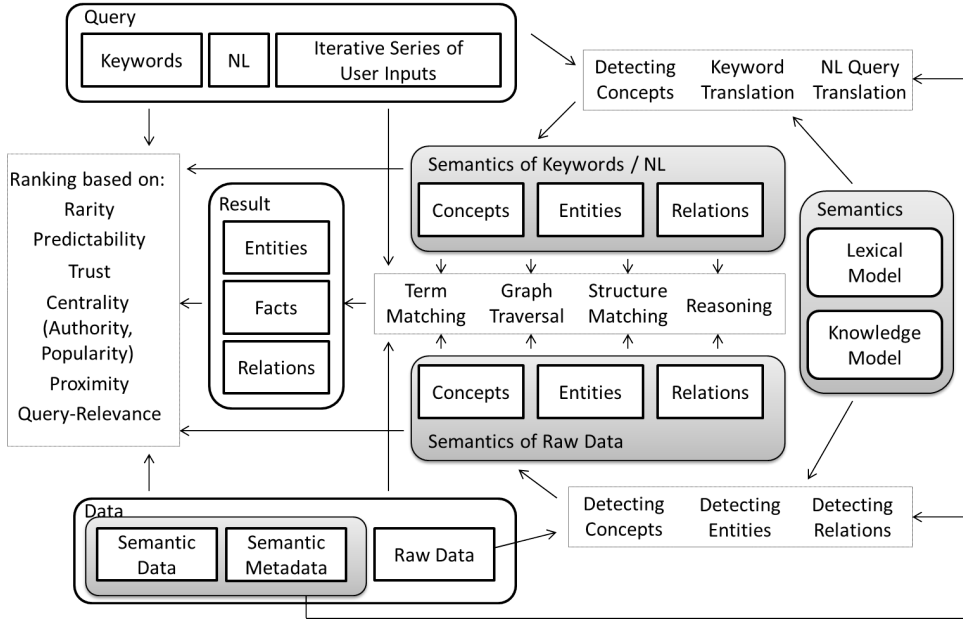 Query
Keywords
NL
Iterative Series of
User Inputs
Detecting
Concepts
Keyword
Translation
NL Query
Translation
Ranking based on:
Rarity
Predictability
Trust
Centrality
(Authority,
Popularity)
Proximity
Query-Relevance
Result
Entities
Facts
Relations
Semantics of Keywords / NL
Concepts
Entities
Relations
Term
Matching
Graph
Traversal
Structure
Matching
Reasoning
Concepts
Entities
Relations
Semantics of Raw Data
Semantics
Lexical
Model
Knowledge
Model
Detecting
Concepts
Detecting
Entities
Detecting
Relations
Data
Semantic
Data
Semantic
Metadata
Raw Data